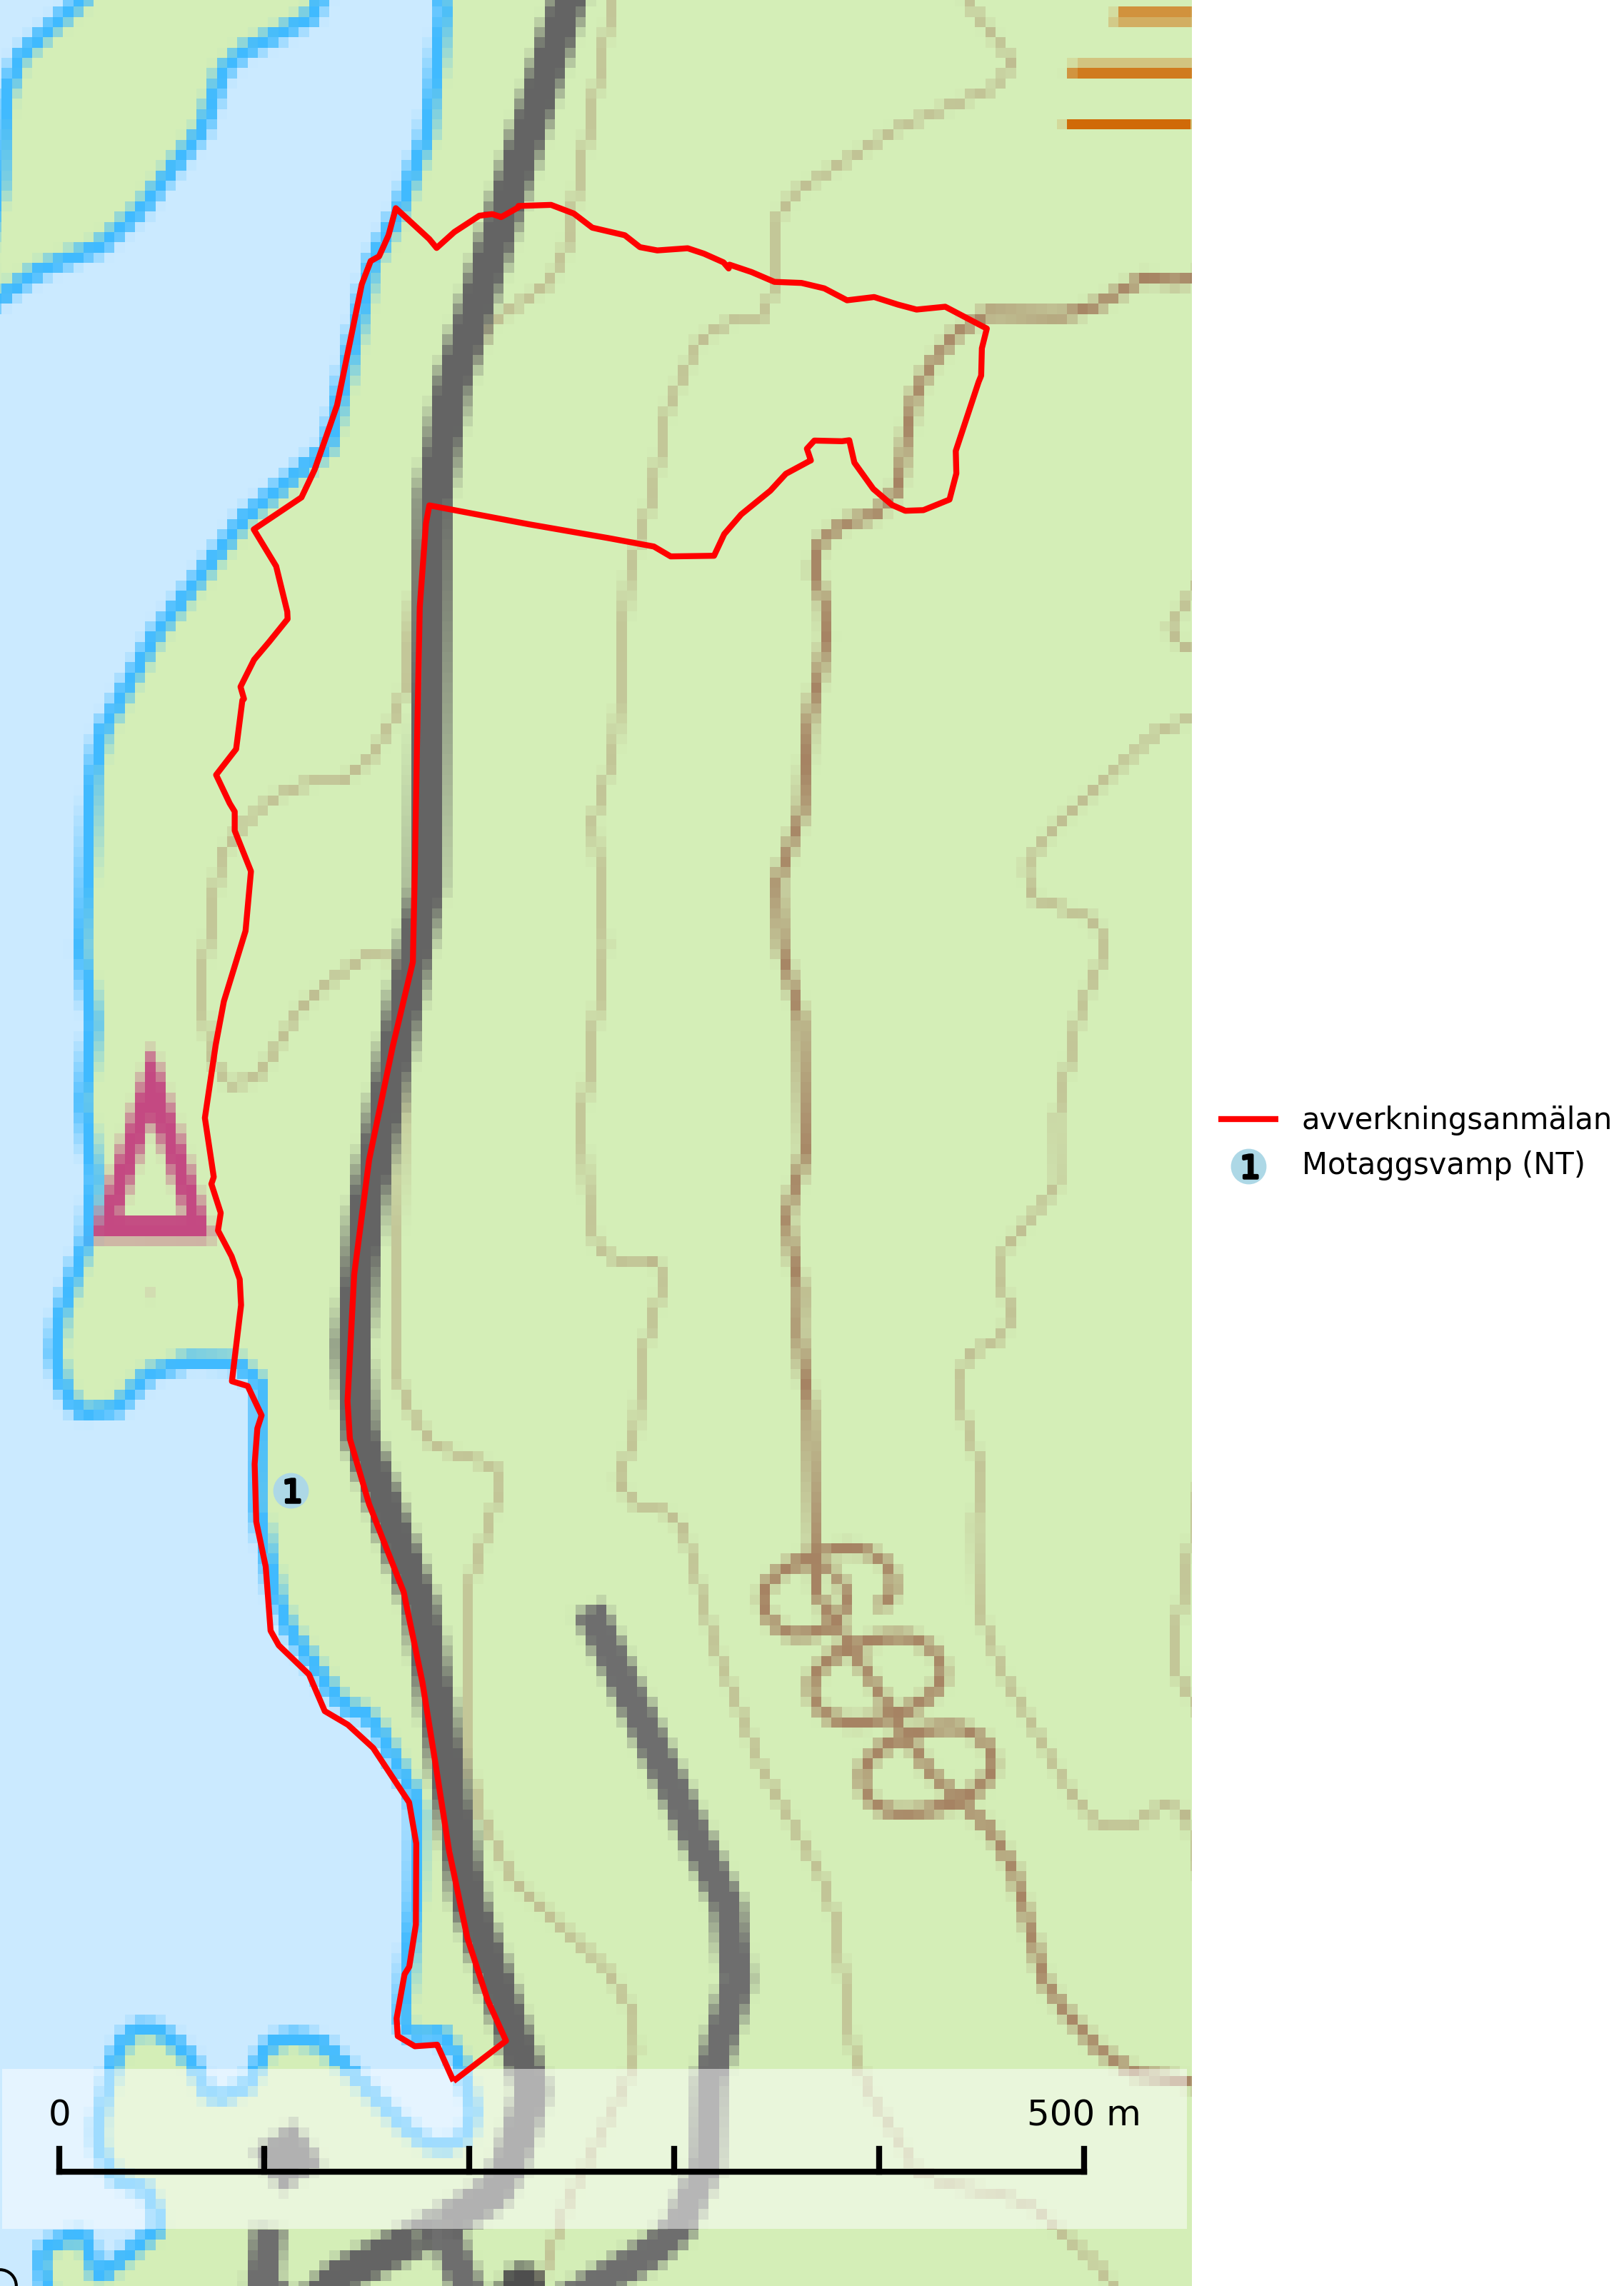 avverkningsanmälan
1 Motaggsvamp (NT)
1
0 500 m